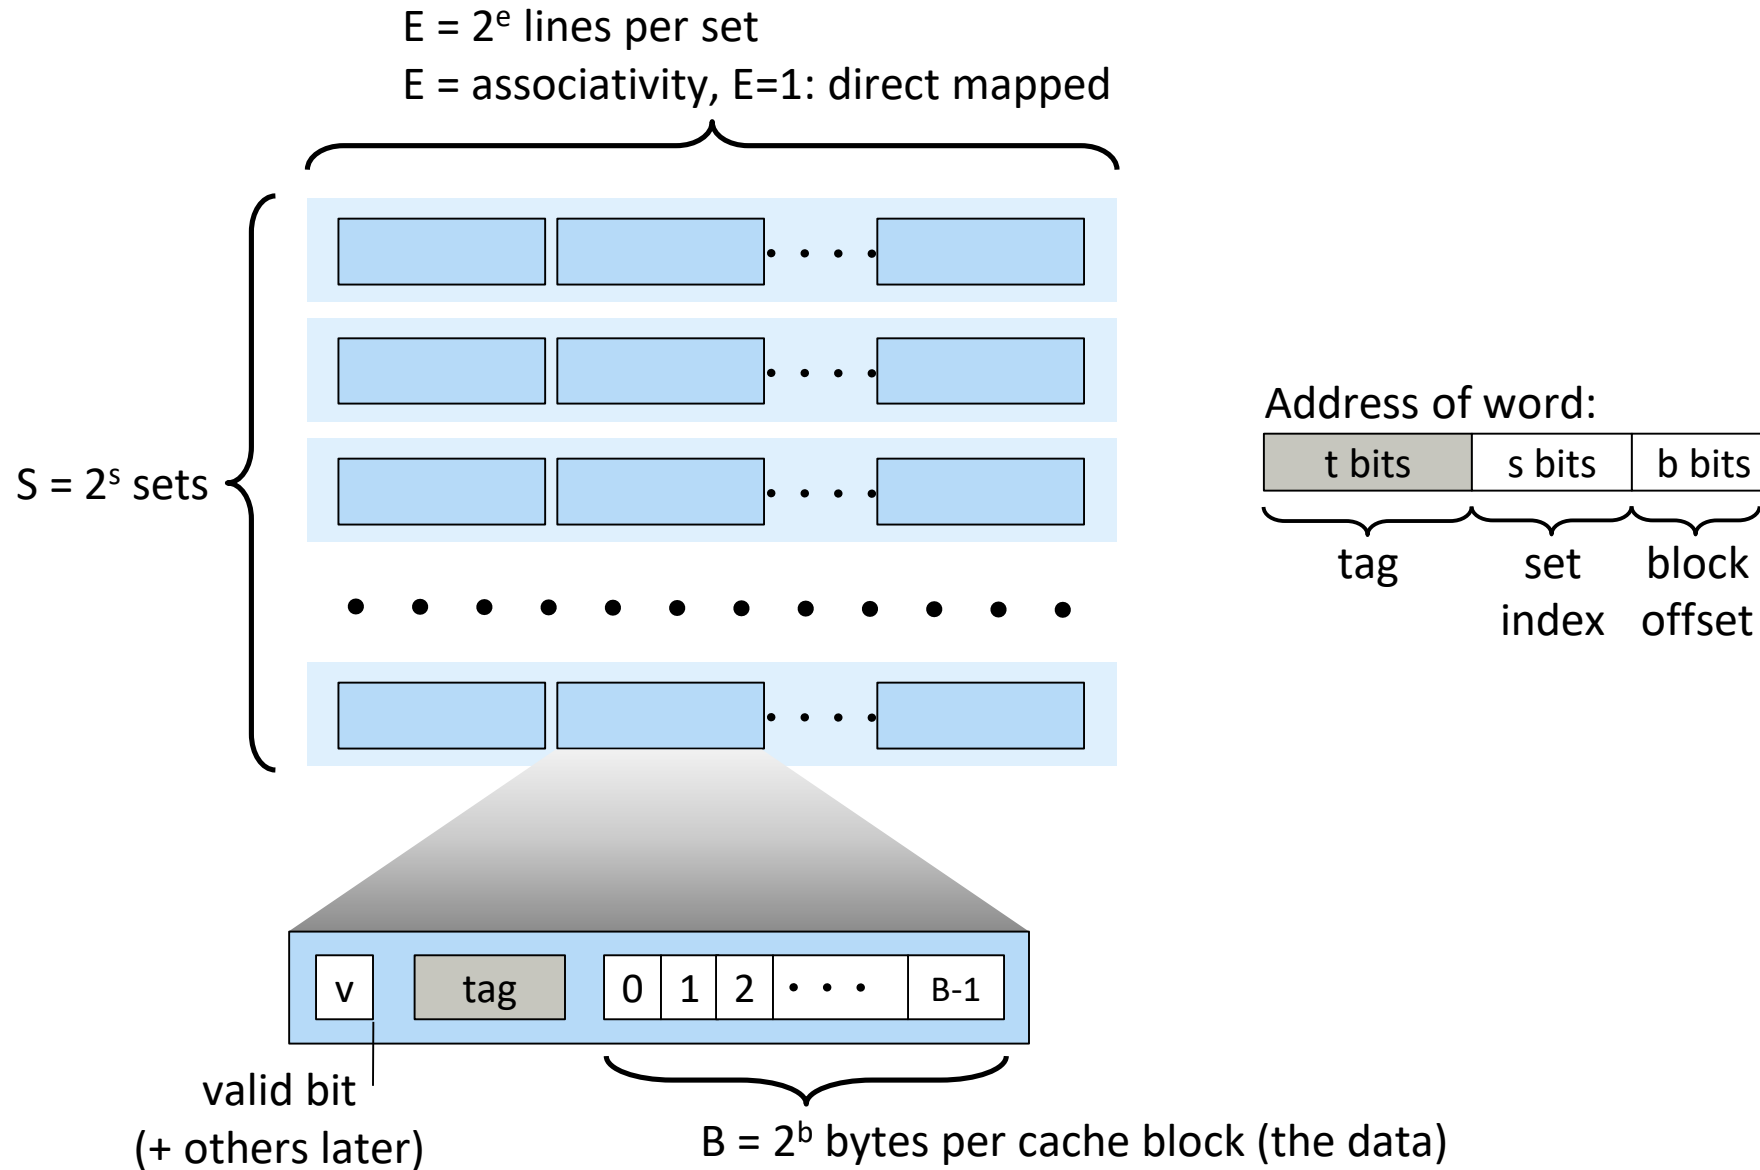 E = 2ᵉ lines per set
E = associativity, E=1: direct mapped
S = 2ˢ sets
Address of word:
t bits s bits b bits
tag set block
index offset
v tag 0 1 2 • • • B-1
valid bit
(+ others later)
B = 2ᵇ bytes per cache block (the data)